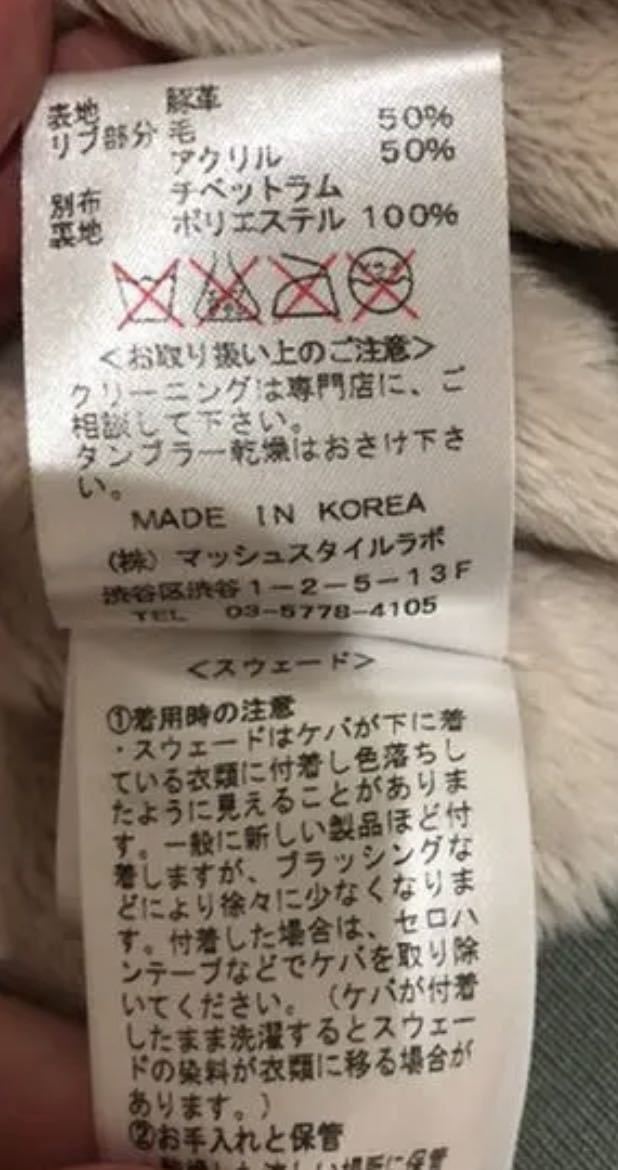 表地 豚革
リブ部分 毛 50%
アクリル 50%
別布 チベットラム
裏地 ポリエステル 100%
<お取り扱い上のご注意>
クリーニングは専門店に、ご
相談して下さい。
タンブラー乾燥はおさけ下さ
い。
MADE IN KOREA
(株) マッシュスタイルラボ
渋谷区渋谷1-2-5-13F
TEL 03-5778-4105
<スウェード>
①着用時の注意
・スウェードはケバが下に着
ている衣類に付着し色落ちし
たように見えることがありま
す。一般に新しい製品ほど付
着しますが、ブラッシングな
どにより徐々に少なくなりま
す。付着した場合は、セロハ
ンテープなどでケバを取り除
いてください。(ケバが付着
したまま洗濯するとスウェー
ドの染料が衣類に移る場合が
あります。)
②お手入れと保管